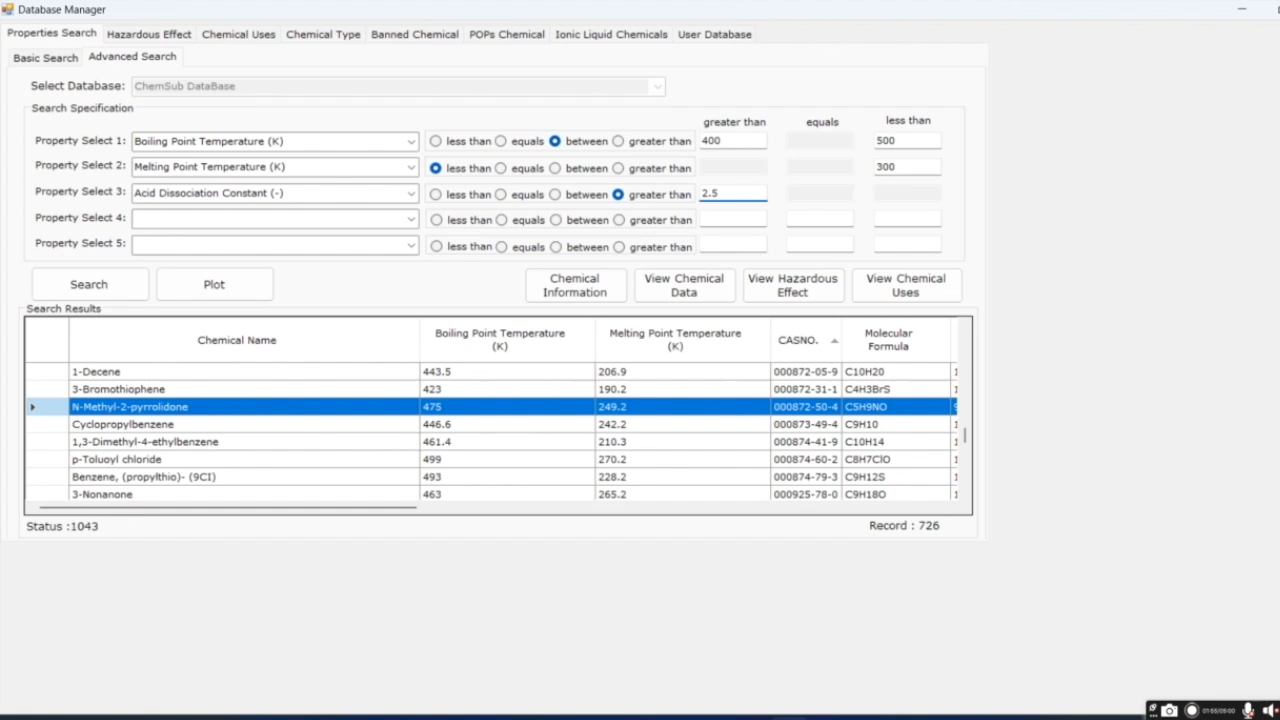 Database Manager
Properties Search Hazardous Effect Chemical Uses Chemical Type Banned Chemical POPs Chemical Ionic Liquid Chemicals User Database
Basic Search Advanced Search
Select Database: ChemSub DataBase
Search Specification
greater than equals less than
Property Select 1: Boiling Point Temperature (K) less than equals between greater than 400 500
Property Select 2: Melting Point Temperature (K) less than equals between greater than 300
Property Select 3: Acid Dissociation Constant (-) less than equals between greater than 2.5
Property Select 4: less than equals between greater than
Property Select 5: less than equals between greater than
Search Plot Chemical Information View Chemical Data View Hazardous Effect View Chemical Uses
Search Results
Chemical Name Boiling Point Temperature (K) Melting Point Temperature (K) CASNO. Molecular Formula
1-Decene 443.5 206.9 000872-05-9 C10H20
3-Bromothiophene 423 190.2 000872-31-1 C4H3BrS
N-Methyl-2-pyrrolidone 475 249.2 000872-50-4 C5H9NO
Cyclopropylbenzene 446.6 242.2 000873-49-4 C9H10
1,3-Dimethyl-4-ethylbenzene 461.4 210.3 000874-41-9 C10H14
p-Toluoyl chloride 499 270.2 000874-60-2 C8H7ClO
Benzene, (propylthio)- (9CI) 493 228.2 000874-79-3 C9H12S
3-Nonanone 463 265.2 000925-78-0 C9H18O
Status :1043 Record : 726